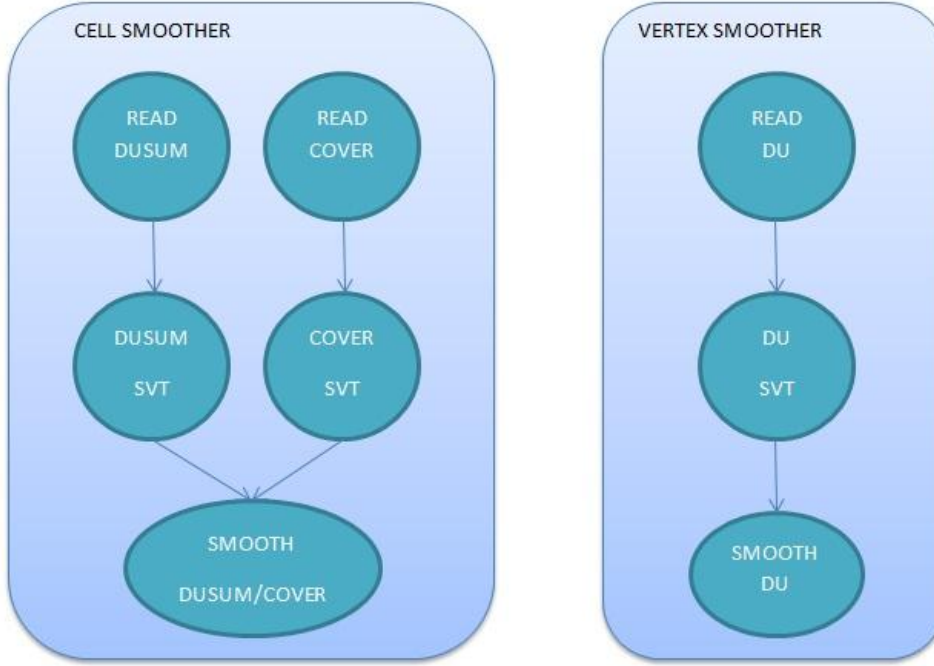 CELL SMOOTHER
READ
DUSUM
READ
COVER
DUSUM
SVT
COVER
SVT
SMOOTH
DUSUM/COVER
VERTEX SMOOTHER
READ
DU
DU
SVT
SMOOTH
DU